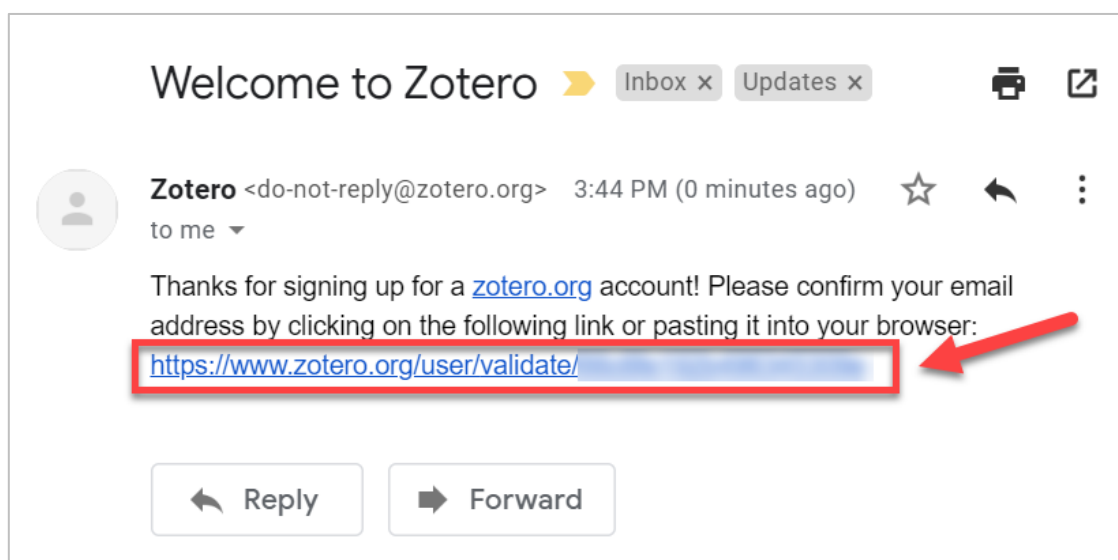 Welcome to Zotero Inbox x Updates x
Zotero <do-not-reply@zotero.org> 3:44 PM (0 minutes ago)
to me
Thanks for signing up for a zotero.org account! Please confirm your email
address by clicking on the following link or pasting it into your browser:
https://www.zotero.org/user/validate/
Reply Forward